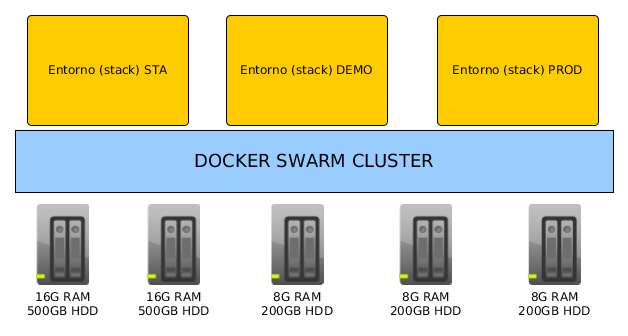 Entorno (stack) STA
Entorno (stack) DEMO
Entorno (stack) PROD
DOCKER SWARM CLUSTER
16G RAM
500GB HDD
16G RAM
500GB HDD
8G RAM
200GB HDD
8G RAM
200GB HDD
8G RAM
200GB HDD